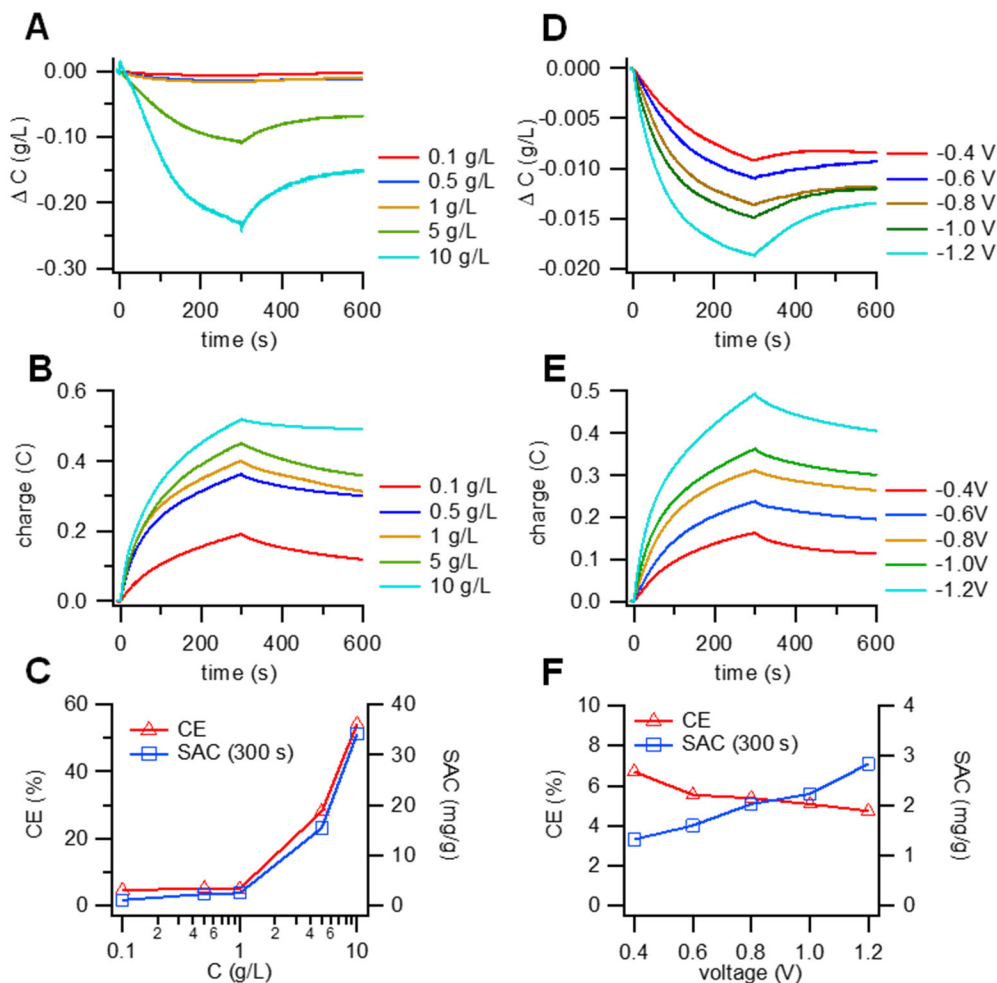 A
0.00
-0.10
-0.20
-0.30
Δ C (g/L)
0 200 400 600
time (s)
0.1 g/L
0.5 g/L
1 g/L
5 g/L
10 g/L
D
0.000
-0.005
-0.010
-0.015
-0.020
Δ C (g/L)
0 200 400 600
time (s)
-0.4 V
-0.6 V
-0.8 V
-1.0 V
-1.2 V
B
0.6
0.4
0.2
0.0
charge (C)
0 200 400 600
time (s)
0.1 g/L
0.5 g/L
1 g/L
5 g/L
10 g/L
E
0.5
0.4
0.3
0.2
0.1
0.0
charge (C)
0 200 400 600
time (s)
-0.4V
-0.6V
-0.8V
-1.0V
-1.2V
C
60
50
40
30
20
10
0
CE (%)
CE
SAC (300 s)
40
30
20
10
0
SAC (mg/g)
2 4 6 2 4 6
0.1 1 10
C (g/L)
F
10
8
6
4
2
0
CE (%)
CE
SAC (300 s)
4
3
2
1
0
SAC (mg/g)
0.4 0.6 0.8 1.0 1.2
voltage (V)